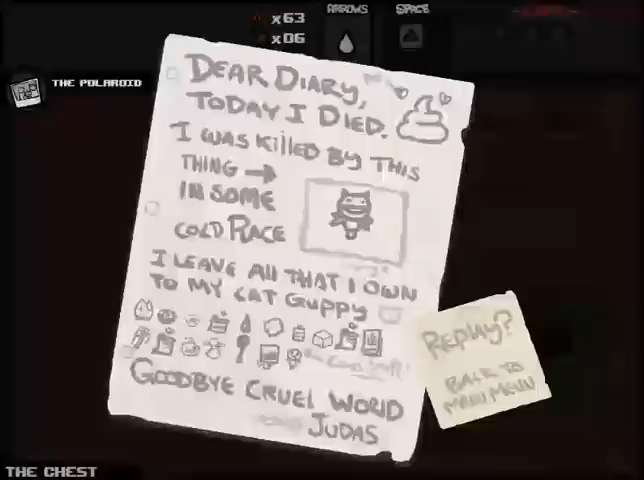 x63
x06
ARROWS
SPACE
THE POLAROID
DEAR DIARY,
TODAY I DIED.
I WAS KILLED BY THIS
THING →
IN SOME
COLD PLACE
I LEAVE ALL THAT I OWN
TO MY CAT GUPPY
GOODBYE CRUEL WORLD
JUDAS
REPLAY?
BACK TO
MAIN MENU
THE CHEST